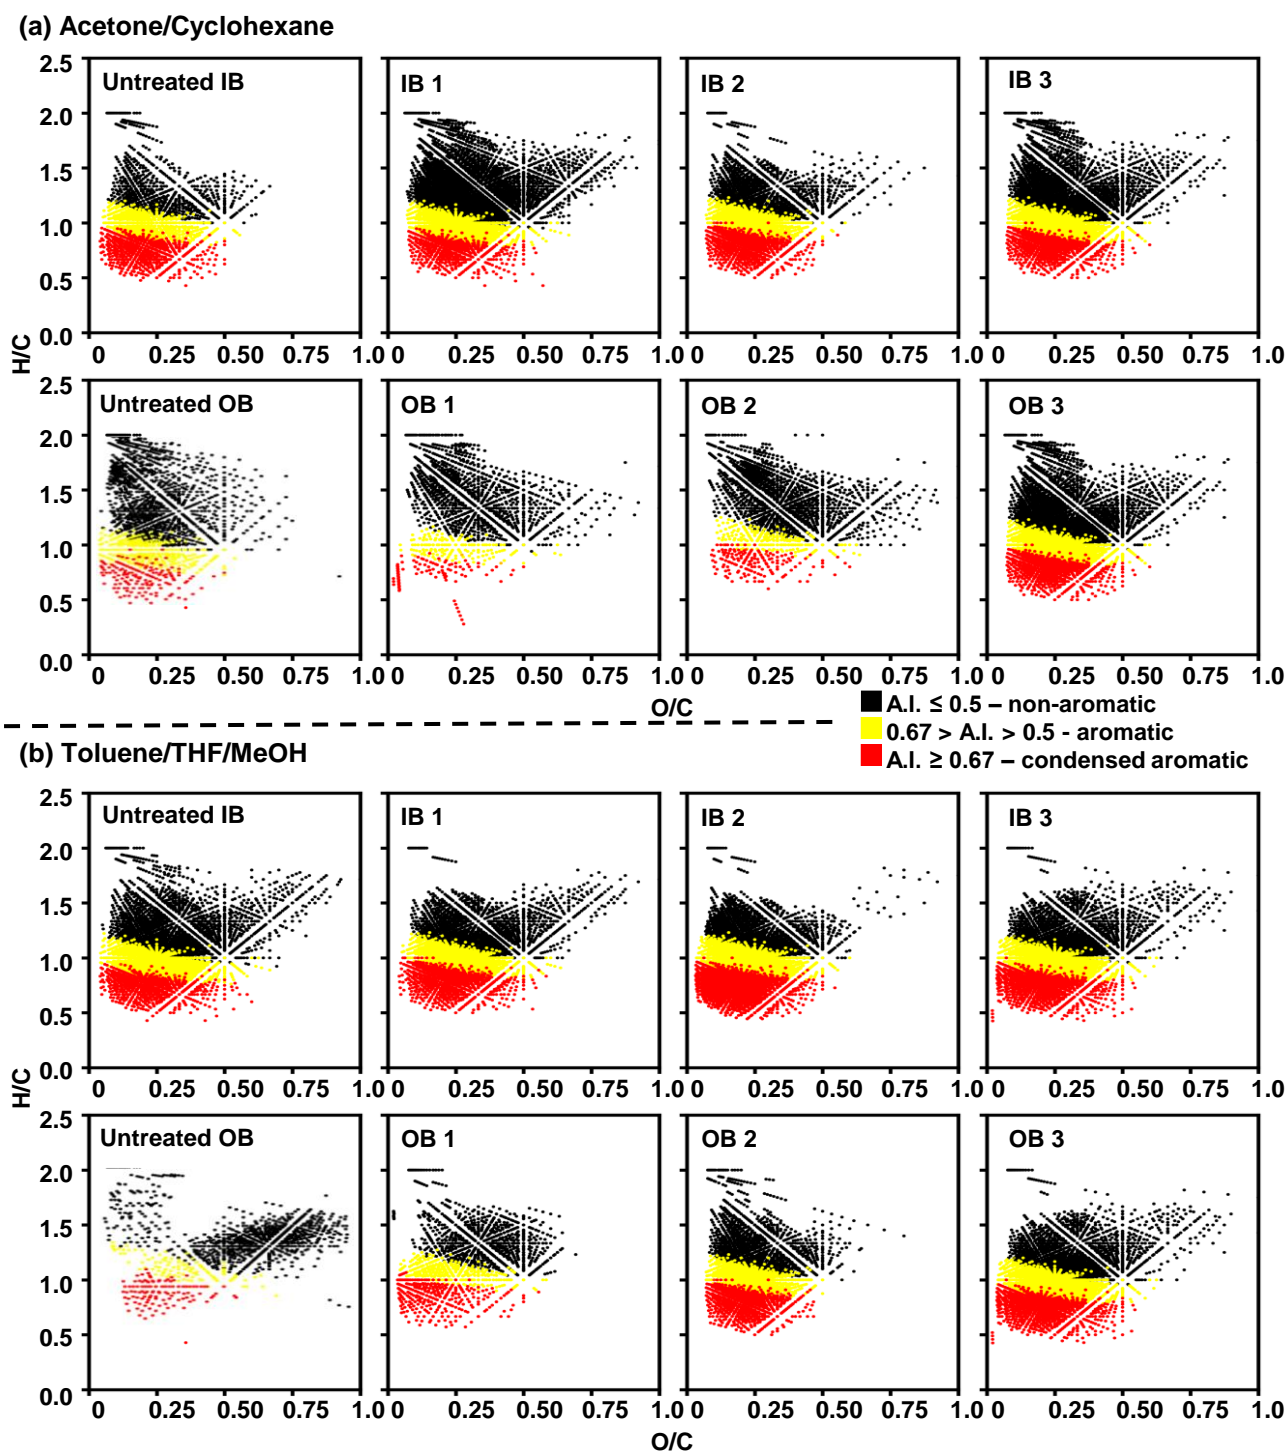 (a) Acetone/Cyclohexane
2.5
2.0
1.5
1.0
0.5
0.0
H/C
Untreated IB
IB 1
IB 2
IB 3
0 0.25 0.50 0.75 1.0 0 0.25 0.50 0.75 1.0 0 0.25 0.50 0.75 1.0 0 0.25 0.50 0.75 1.0
2.5
2.0
1.5
1.0
0.5
0.0
Untreated OB
OB 1
OB 2
OB 3
0 0.25 0.50 0.75 1.0 0 0.25 0.50 0.75 1.0 0 0.25 0.50 0.75 1.0 0 0.25 0.50 0.75 1.0
O/C
A.I. ≤ 0.5 – non-aromatic
0.67 > A.I. > 0.5 - aromatic
A.I. ≥ 0.67 – condensed aromatic
(b) Toluene/THF/MeOH
2.5
2.0
1.5
1.0
0.5
0.0
H/C
Untreated IB
IB 1
IB 2
IB 3
0 0.25 0.50 0.75 1.0 0 0.25 0.50 0.75 1.0 0 0.25 0.50 0.75 1.0 0 0.25 0.50 0.75 1.0
2.5
2.0
1.5
1.0
0.5
0.0
Untreated OB
OB 1
OB 2
OB 3
0 0.25 0.50 0.75 1.0 0 0.25 0.50 0.75 1.0 0 0.25 0.50 0.75 1.0 0 0.25 0.50 0.75 1.0
O/C